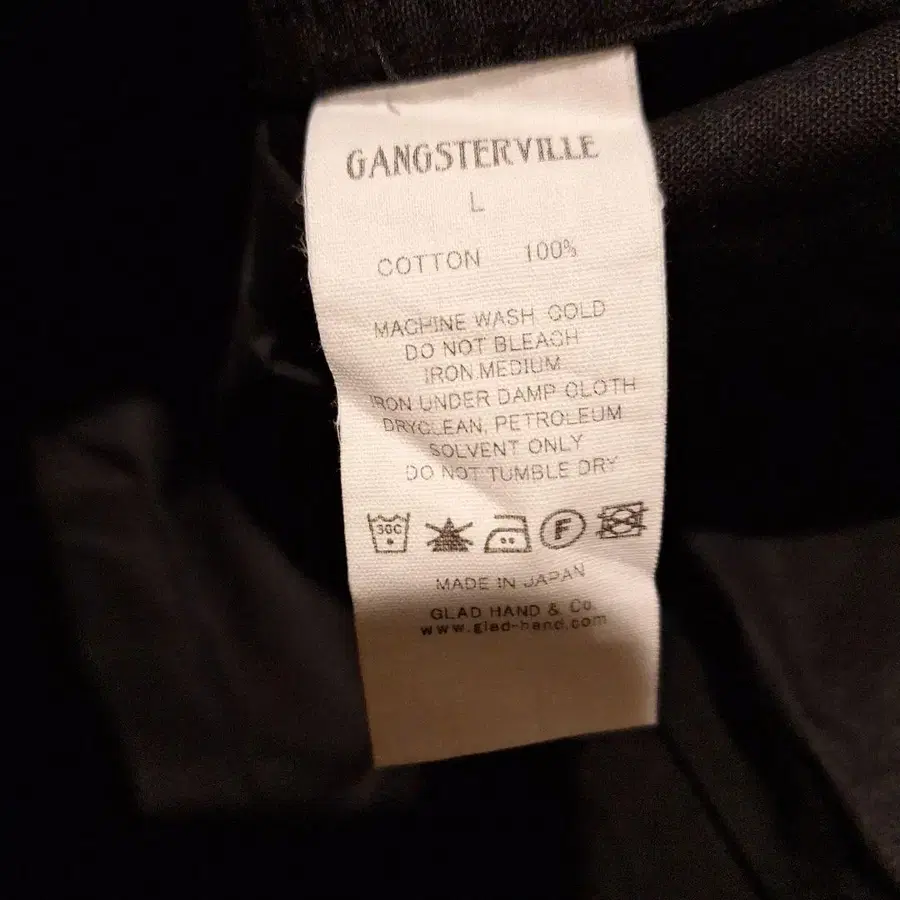 GANGSTERVILLE
L
COTTON 100%
MACHINE WASH COLD
DO NOT BLEACH
IRON MEDIUM
IRON UNDER DAMP CLOTH
DRYCLEAN, PETROLEUM
SOLVENT ONLY
DO NOT TUMBLE DRY
30C F
MADE IN JAPAN
GLAD HAND & Co.
www.glad-hand.com